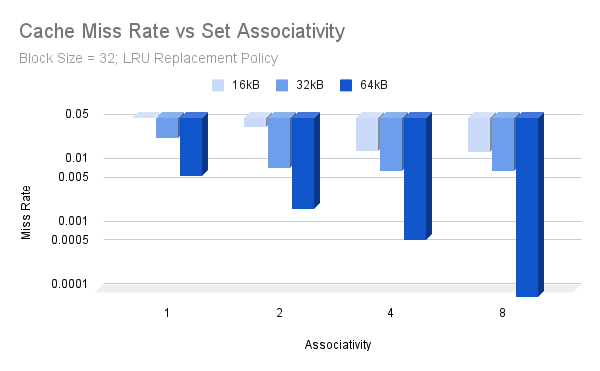 Cache Miss Rate vs Set Associativity
Block Size = 32; LRU Replacement Policy
16kB 32kB 64kB
0.05
0.01
0.005
0.001
0.0005
0.0001
Miss Rate
1 2 4 8
Associativity